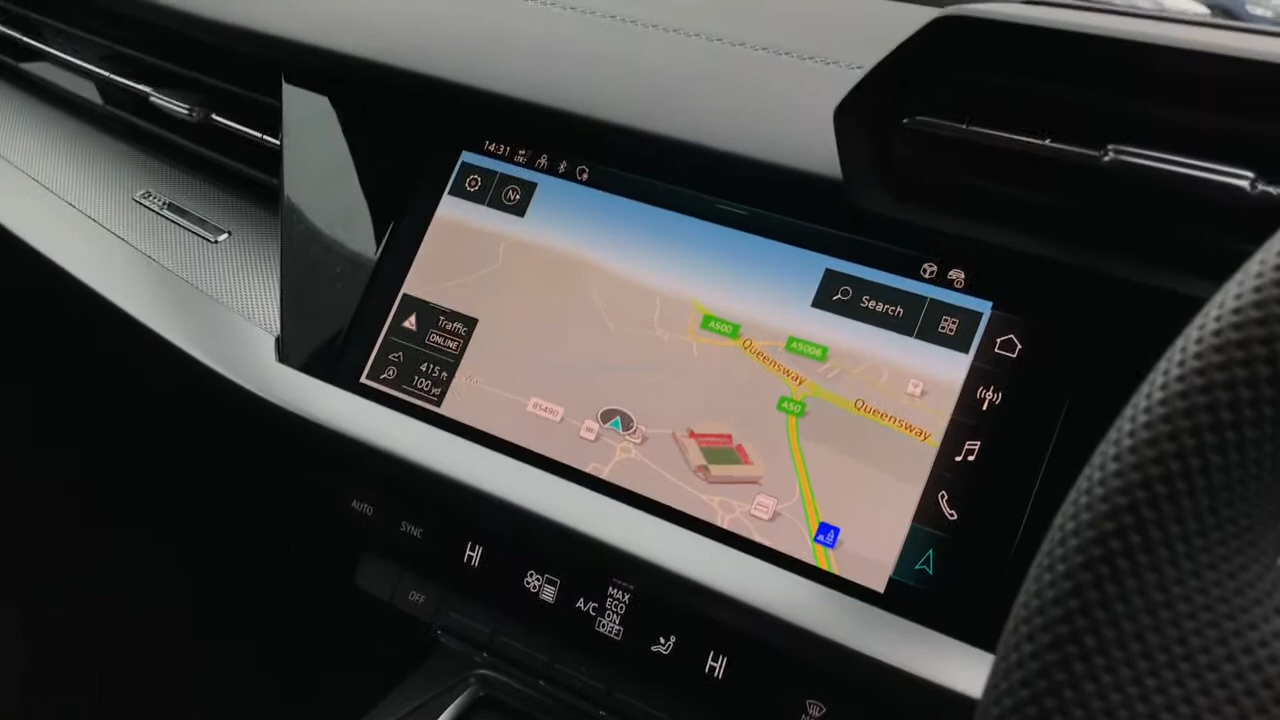 14:31
LTE
N
Search
A500
A5006
Queensway
Traffic
ONLINE
415 ft
100 yd
A50
Queensway
B5490
AUTO
SYNC
HI
OFF
A/C
MAX
ECO
ON
OFF
HI